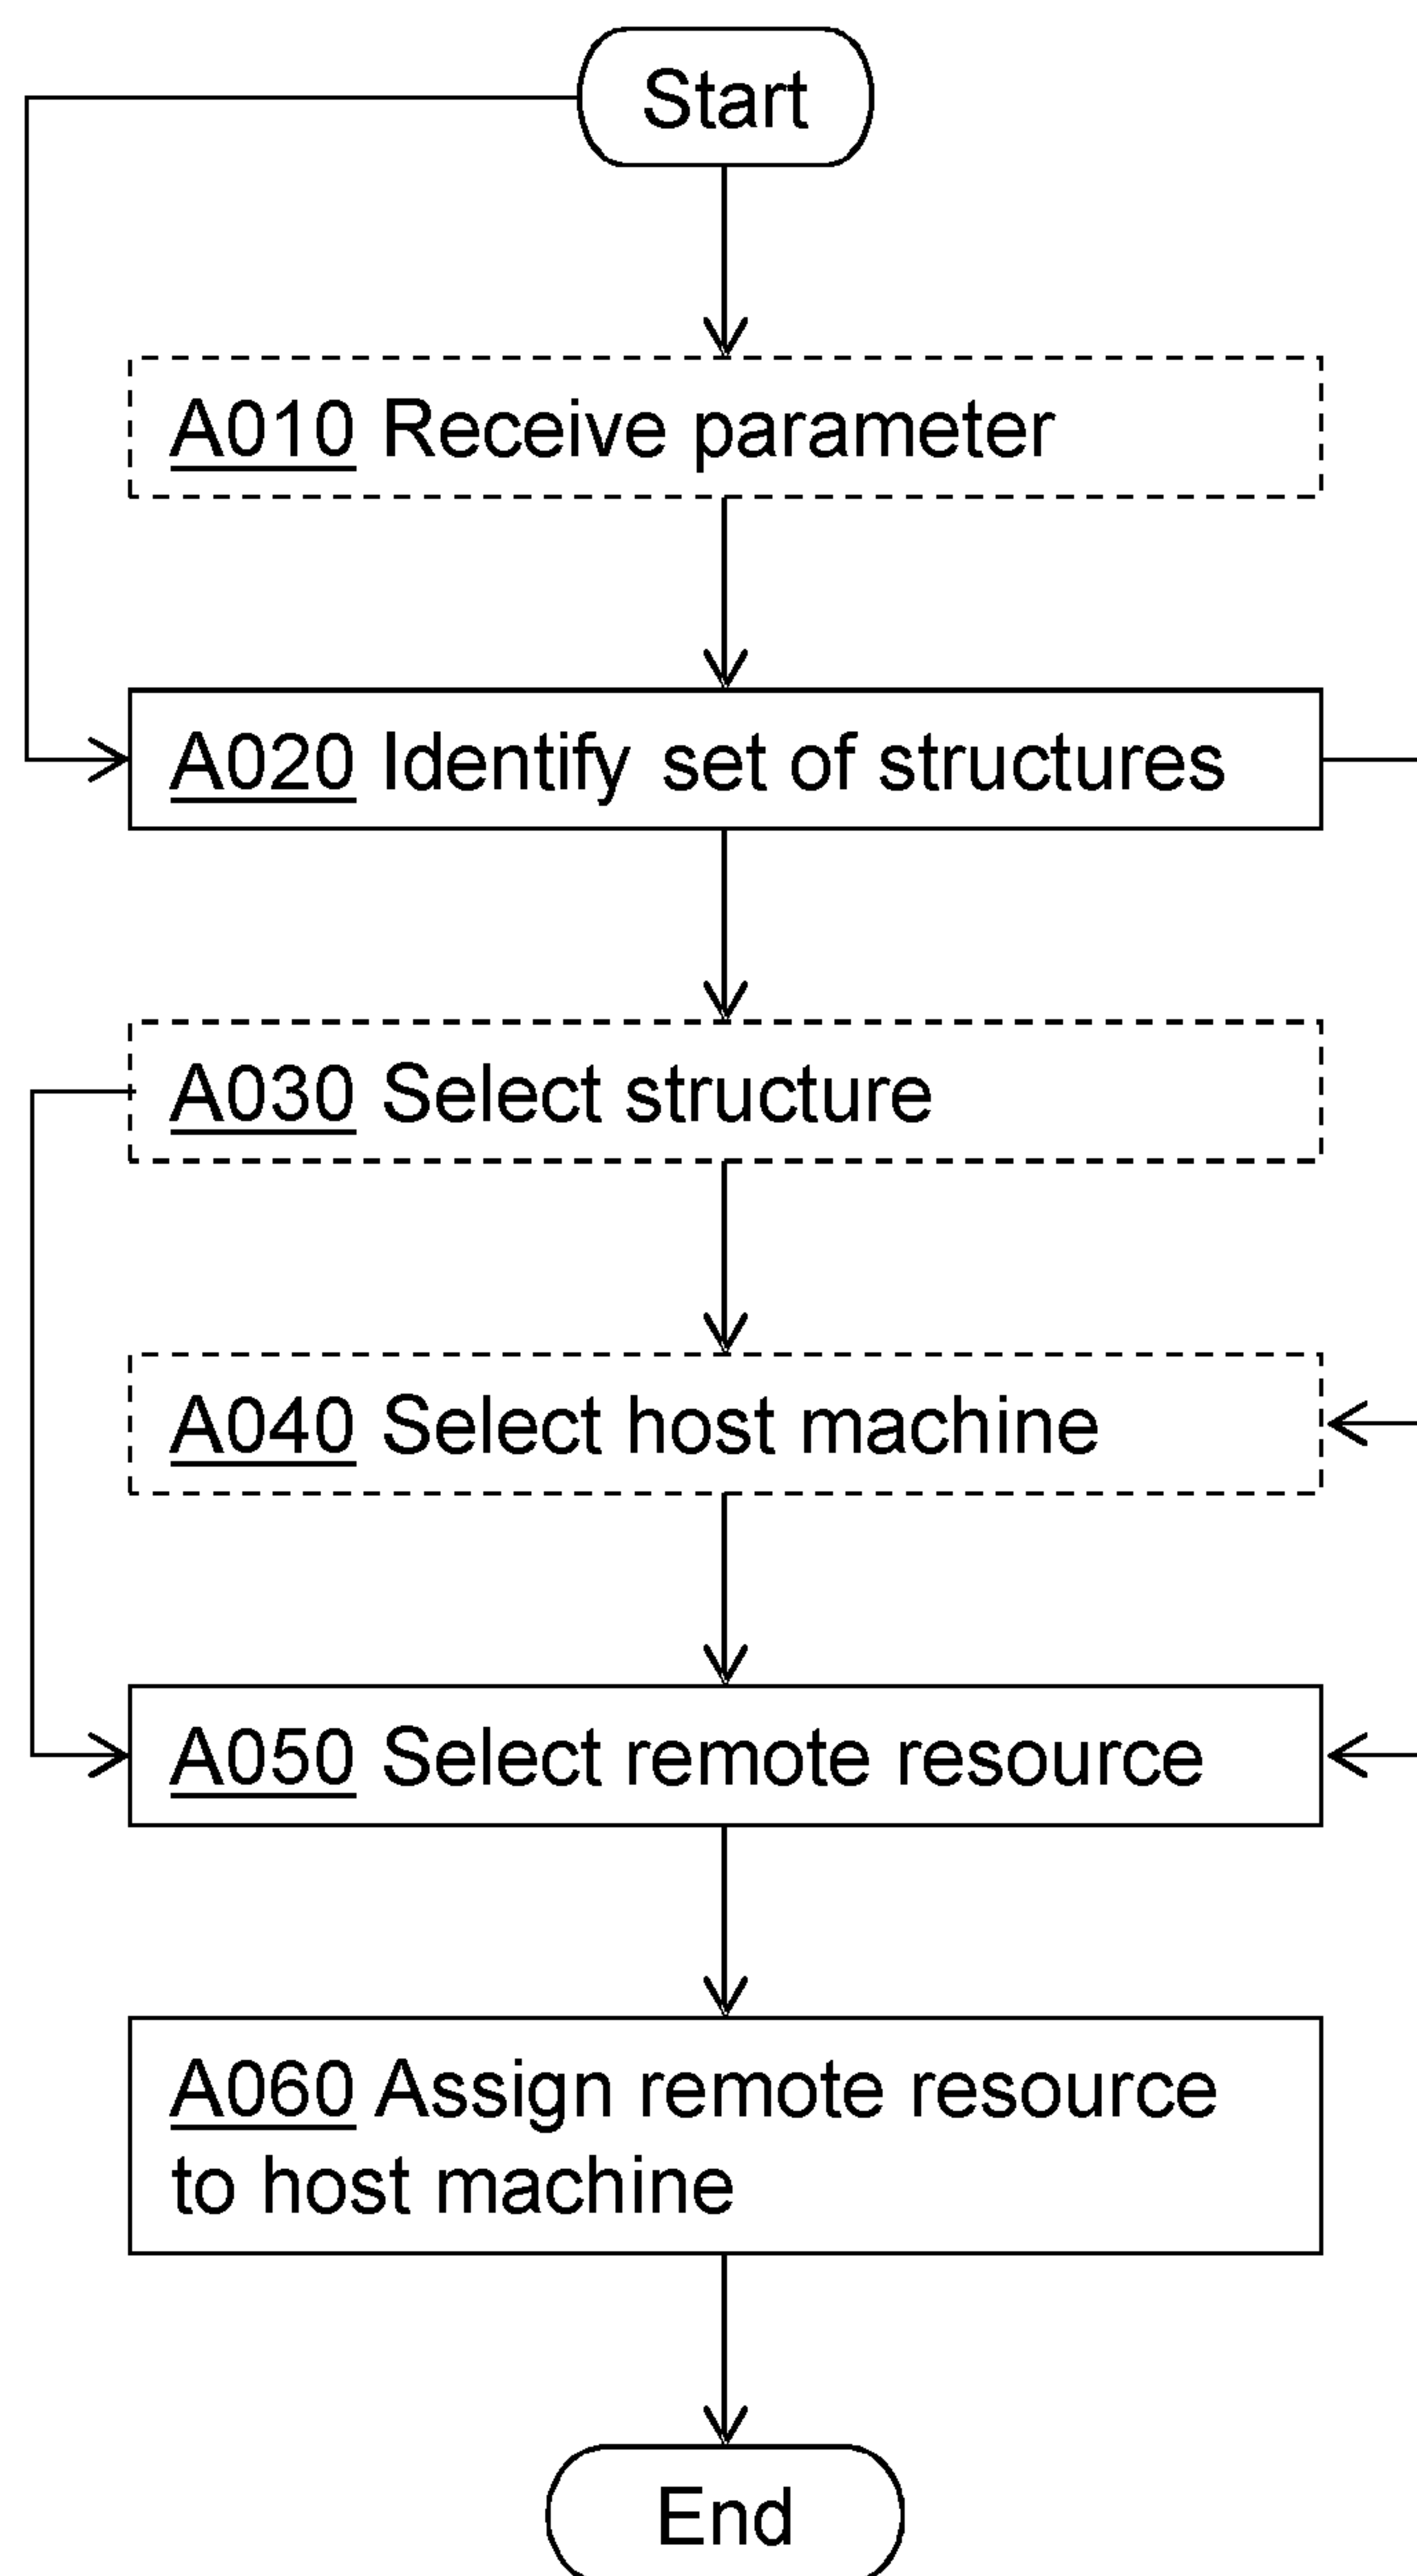 Start
A010 Receive parameter
A020 Identify set of structures
A030 Select structure
A040 Select host machine
A050 Select remote resource
A060 Assign remote resource
to host machine
End